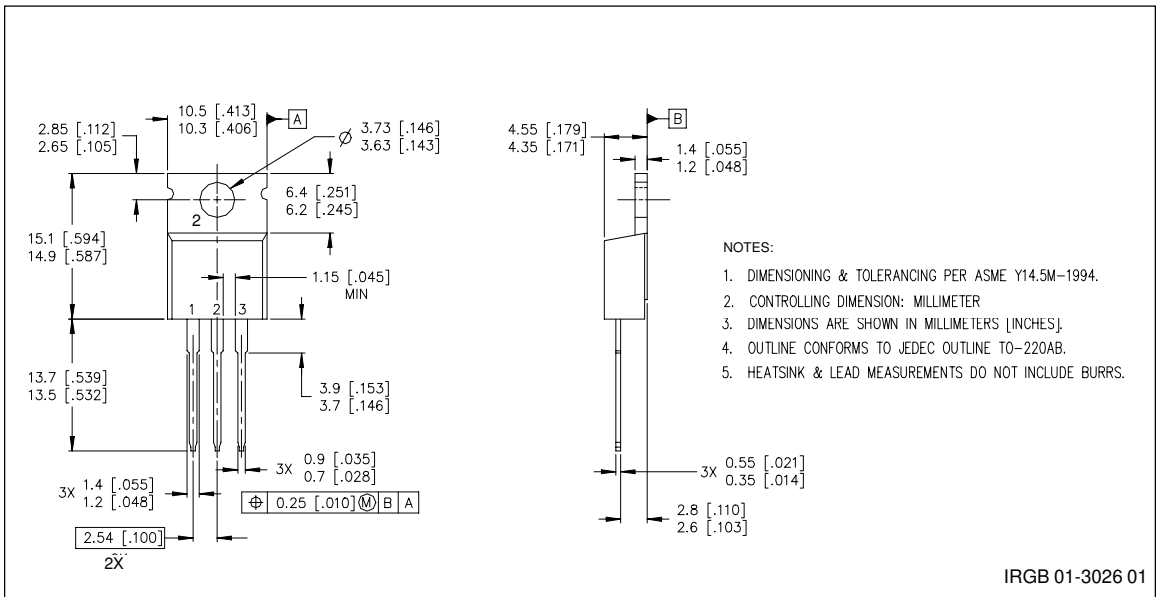 10.5 [.413]
10.3 [.406]
A
2.85 [.112]
2.65 [.105]
Ø 3.73 [.146]
3.63 [.143]
6.4 [.251]
6.2 [.245]
2
15.1 [.594]
14.9 [.587]
1.15 [.045]
MIN
1 2 3
13.7 [.539]
13.5 [.532]
3.9 [.153]
3.7 [.146]
3X 0.9 [.035]
0.7 [.028]
3X 1.4 [.055]
1.2 [.048]
⌖ 0.25 [.010] Ⓜ B A
2.54 [.100]
2X
B
4.55 [.179]
4.35 [.171]
1.4 [.055]
1.2 [.048]
3X 0.55 [.021]
0.35 [.014]
2.8 [.110]
2.6 [.103]
NOTES:
1. DIMENSIONING & TOLERANCING PER ASME Y14.5M-1994.
2. CONTROLLING DIMENSION: MILLIMETER
3. DIMENSIONS ARE SHOWN IN MILLIMETERS [INCHES].
4. OUTLINE CONFORMS TO JEDEC OUTLINE TO-220AB.
5. HEATSINK & LEAD MEASUREMENTS DO NOT INCLUDE BURRS.
IRGB 01-3026 01